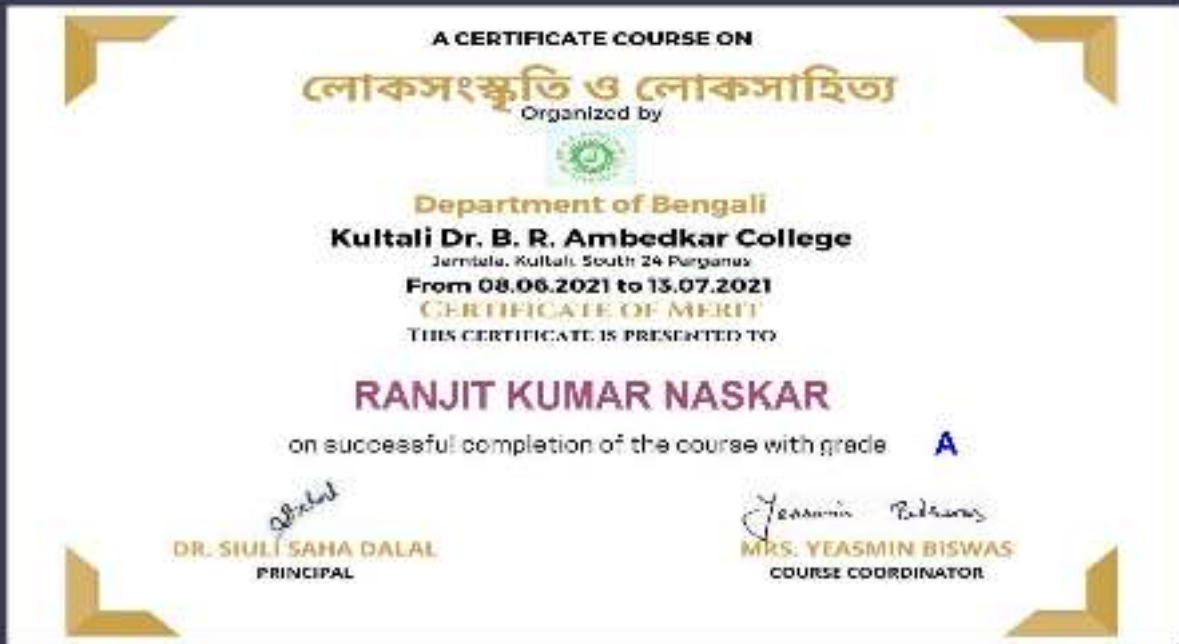 A CERTIFICATE COURSE ON
লোকসংস্কৃতি ও লোকসাহিত্য
Organized by
Department of Bengali
Kultali Dr. B. R. Ambedkar College
Jamtala, Kultali, South 24 Parganas
From 08.06.2021 to 13.07.2021
CERTIFICATE OF MERIT
THIS CERTIFICATE IS PRESENTED TO
RANJIT KUMAR NASKAR
on successful completion of the course with grade A
Yeasmin Biswas
DR. SIULI SAHA DALAL MRS. YEASMIN BISWAS
PRINCIPAL COURSE COORDINATOR